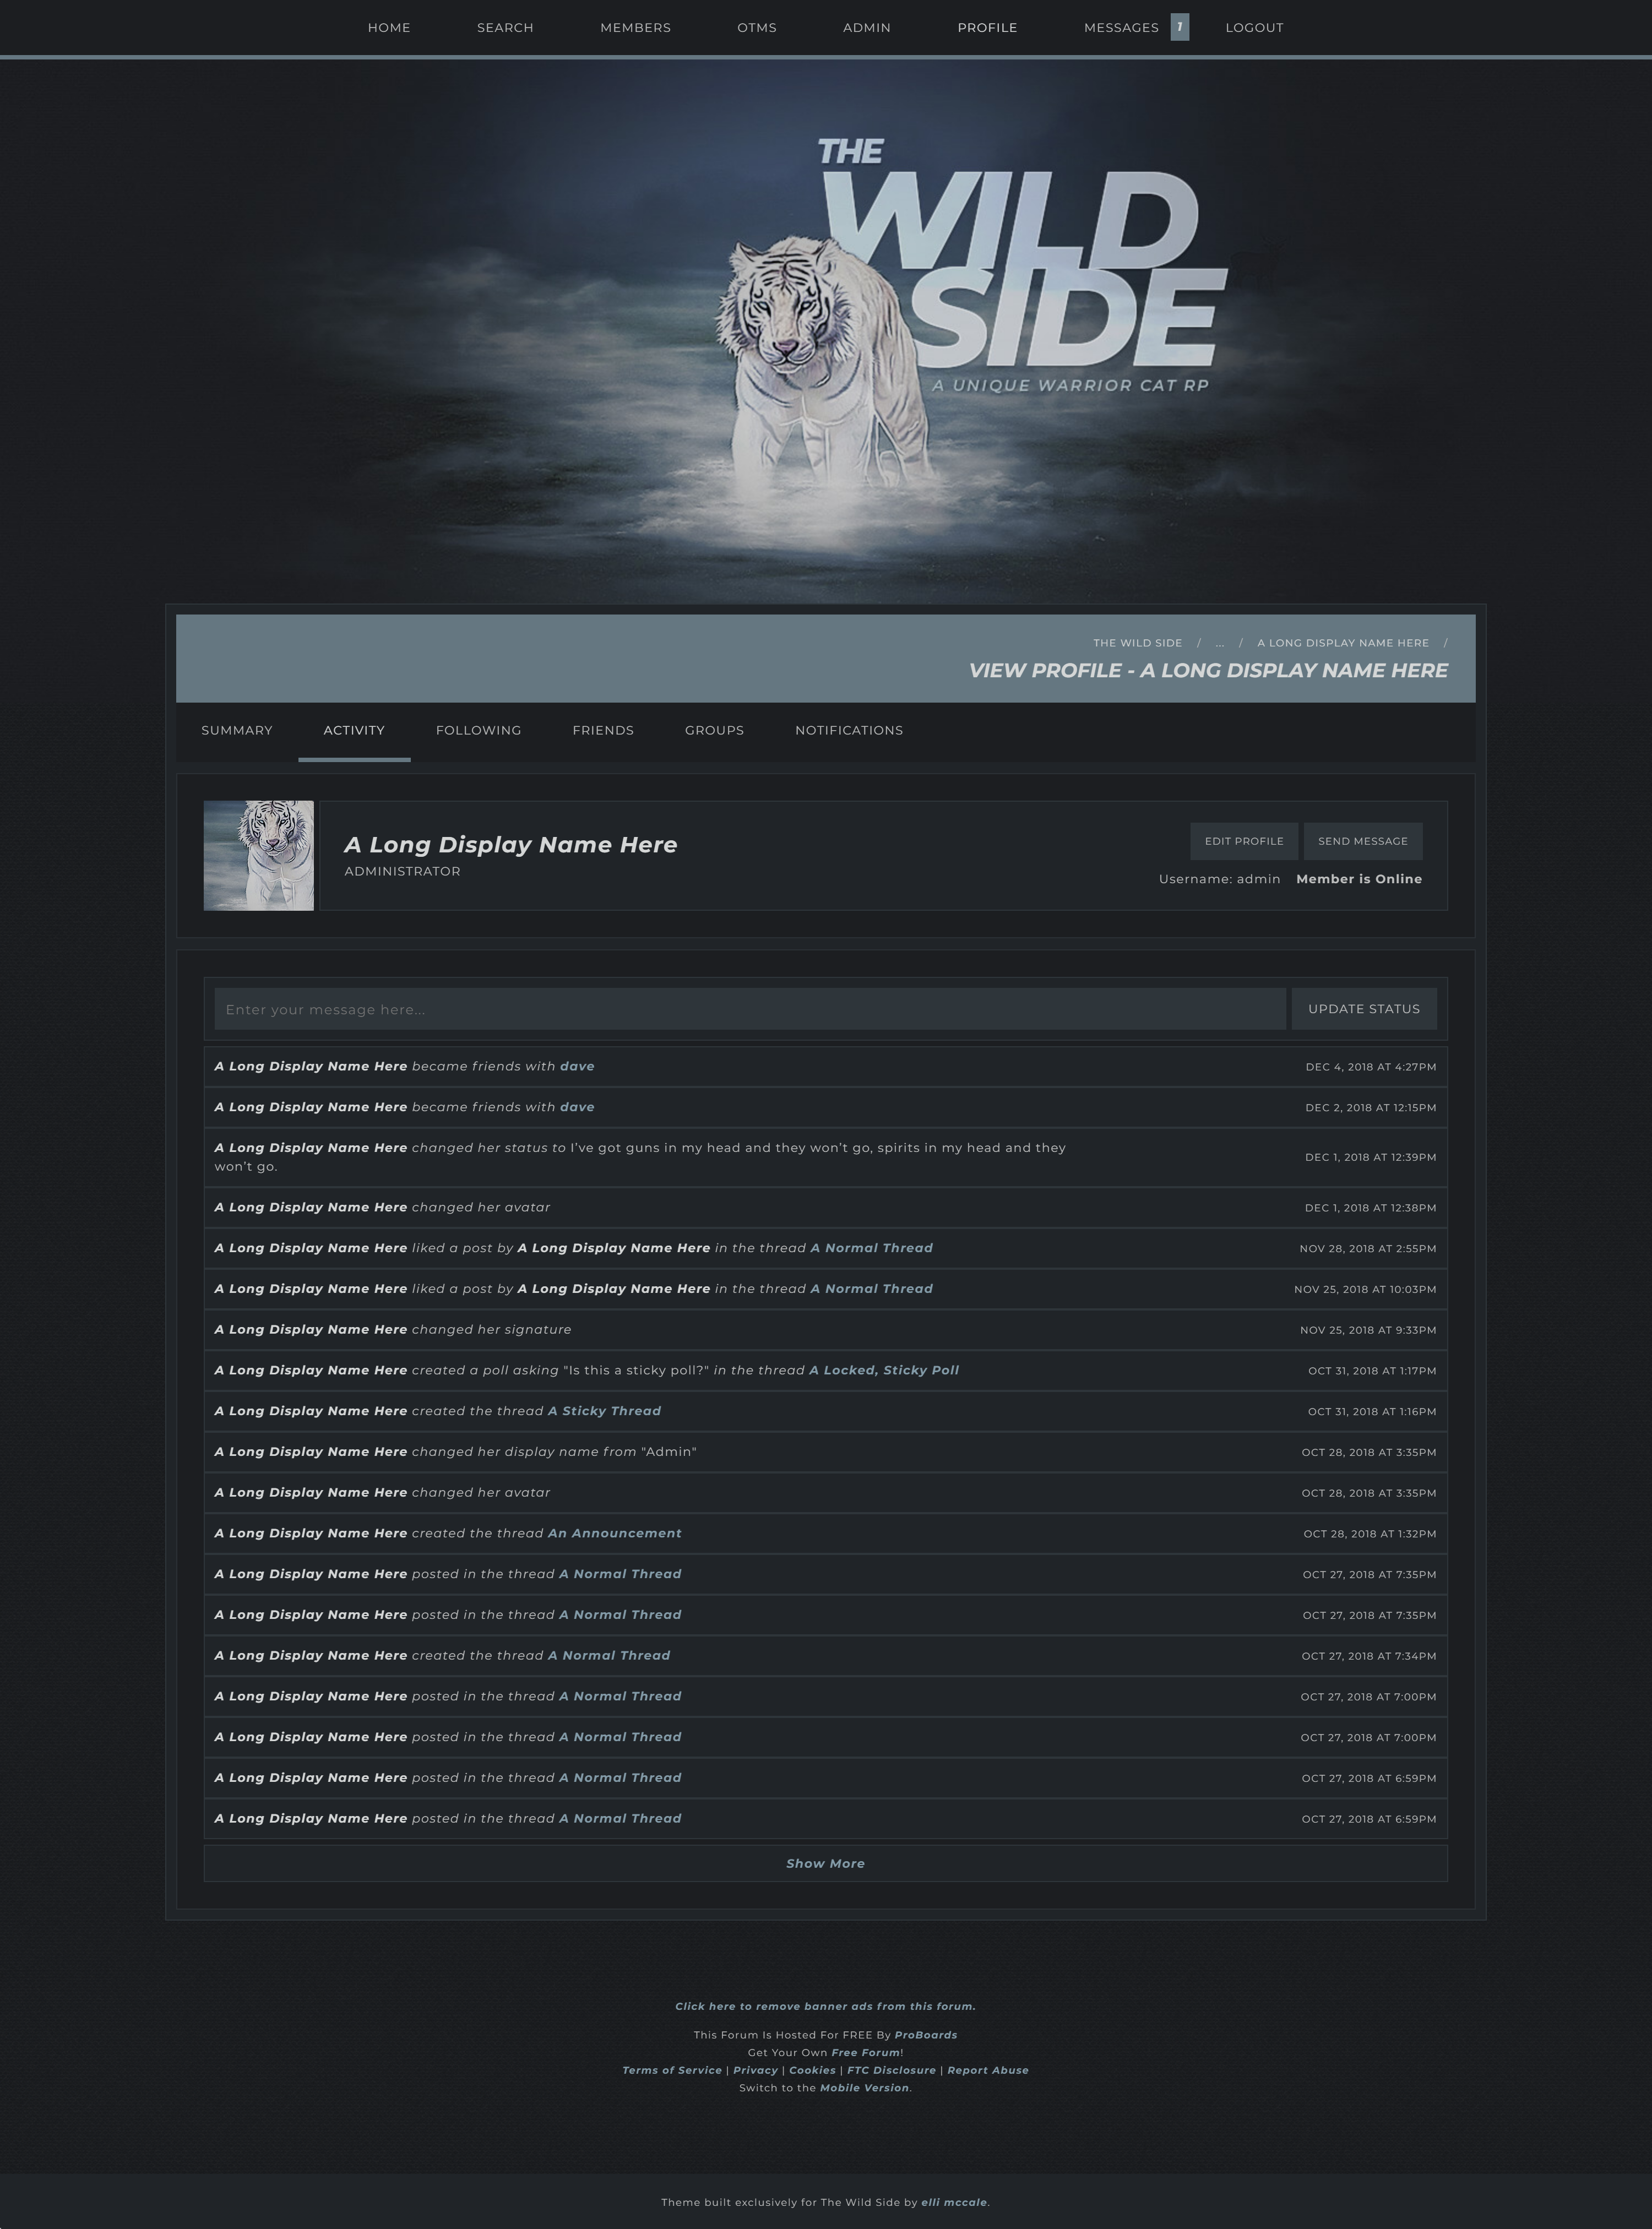 HOME SEARCH MEMBERS OTMS ADMIN PROFILE MESSAGES 1 LOGOUT
THE
WILD
SIDE
A UNIQUE WARRIOR CAT RP
THE WILD SIDE / ... / A LONG DISPLAY NAME HERE /
VIEW PROFILE - A LONG DISPLAY NAME HERE
SUMMARY ACTIVITY FOLLOWING FRIENDS GROUPS NOTIFICATIONS
A Long Display Name Here
ADMINISTRATOR
EDIT PROFILE SEND MESSAGE
Username: admin Member is Online
Enter your message here... UPDATE STATUS
A Long Display Name Here became friends with dave DEC 4, 2018 AT 4:27PM
A Long Display Name Here became friends with dave DEC 2, 2018 AT 12:15PM
A Long Display Name Here changed her status to I've got guns in my head and they won't go, spirits in my head and they
won't go. DEC 1, 2018 AT 12:39PM
A Long Display Name Here changed her avatar DEC 1, 2018 AT 12:38PM
A Long Display Name Here liked a post by A Long Display Name Here in the thread A Normal Thread NOV 28, 2018 AT 2:55PM
A Long Display Name Here liked a post by A Long Display Name Here in the thread A Normal Thread NOV 25, 2018 AT 10:03PM
A Long Display Name Here changed her signature NOV 25, 2018 AT 9:33PM
A Long Display Name Here created a poll asking "Is this a sticky poll?" in the thread A Locked, Sticky Poll OCT 31, 2018 AT 1:17PM
A Long Display Name Here created the thread A Sticky Thread OCT 31, 2018 AT 1:16PM
A Long Display Name Here changed her display name from "Admin" OCT 28, 2018 AT 3:35PM
A Long Display Name Here changed her avatar OCT 28, 2018 AT 3:35PM
A Long Display Name Here created the thread An Announcement OCT 28, 2018 AT 1:32PM
A Long Display Name Here posted in the thread A Normal Thread OCT 27, 2018 AT 7:35PM
A Long Display Name Here posted in the thread A Normal Thread OCT 27, 2018 AT 7:35PM
A Long Display Name Here created the thread A Normal Thread OCT 27, 2018 AT 7:34PM
A Long Display Name Here posted in the thread A Normal Thread OCT 27, 2018 AT 7:00PM
A Long Display Name Here posted in the thread A Normal Thread OCT 27, 2018 AT 7:00PM
A Long Display Name Here posted in the thread A Normal Thread OCT 27, 2018 AT 6:59PM
A Long Display Name Here posted in the thread A Normal Thread OCT 27, 2018 AT 6:59PM
Show More
Click here to remove banner ads from this forum.
This Forum Is Hosted For FREE By ProBoards
Get Your Own Free Forum!
Terms of Service | Privacy | Cookies | FTC Disclosure | Report Abuse
Switch to the Mobile Version.
Theme built exclusively for The Wild Side by elli mccale.